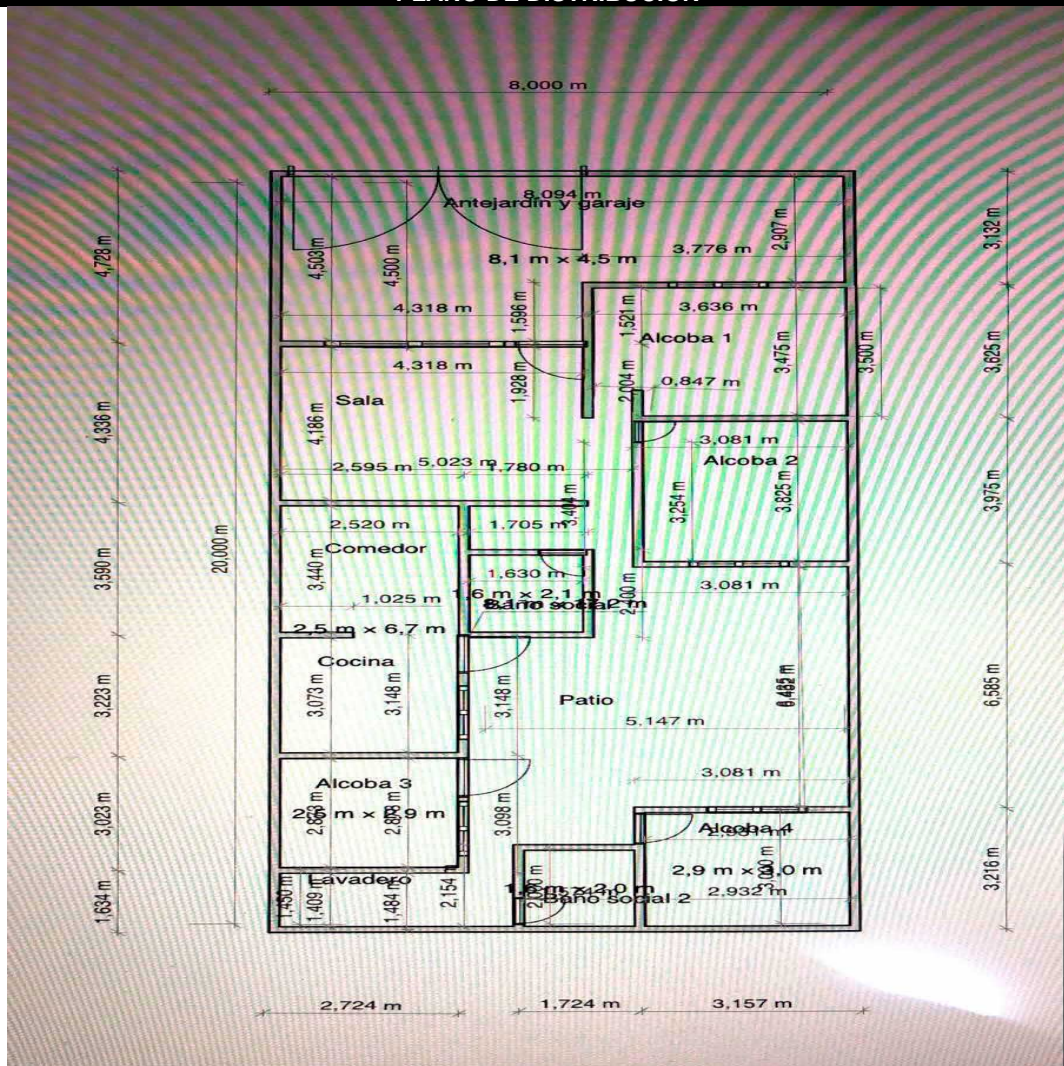 PLANO DE DISTRIBUCIÓN
8,000 m
8,094 m
Antejardín y garaje
8,1 m x 4,5 m
3,776 m
2,907 m
3,132 m
4,728 m
4,503 m
4,500 m
4,318 m
1,596 m
3,636 m
1,521 m
Alcoba 1
3,475 m
3,500 m
3,625 m
4,318 m
1,928 m
2,004 m
0,847 m
Sala
4,336 m
4,186 m
2,595 m
5,023 m
1,780 m
3,081 m
Alcoba 2
3,404 m
3,254 m
3,825 m
3,975 m
20,000 m
2,520 m
1,705 m
Comedor
3,590 m
3,440 m
1,630 m
3,081 m
1,6 m x 2,1 m
1,025 m
Baño social
2,5 m x 6,7 m
Cocina
3,223 m
3,073 m
3,148 m
3,148 m
Patio
5,147 m
6,585 m
3,081 m
Alcoba 3
3,023 m
3,098 m
Alcoba 4
2,9 m x 3,0 m
2,932 m
3,216 m
Lavadero
1,634 m
1,450 m
1,409 m
1,484 m
2,154 m
Baño social 2
2,724 m
1,724 m
3,157 m